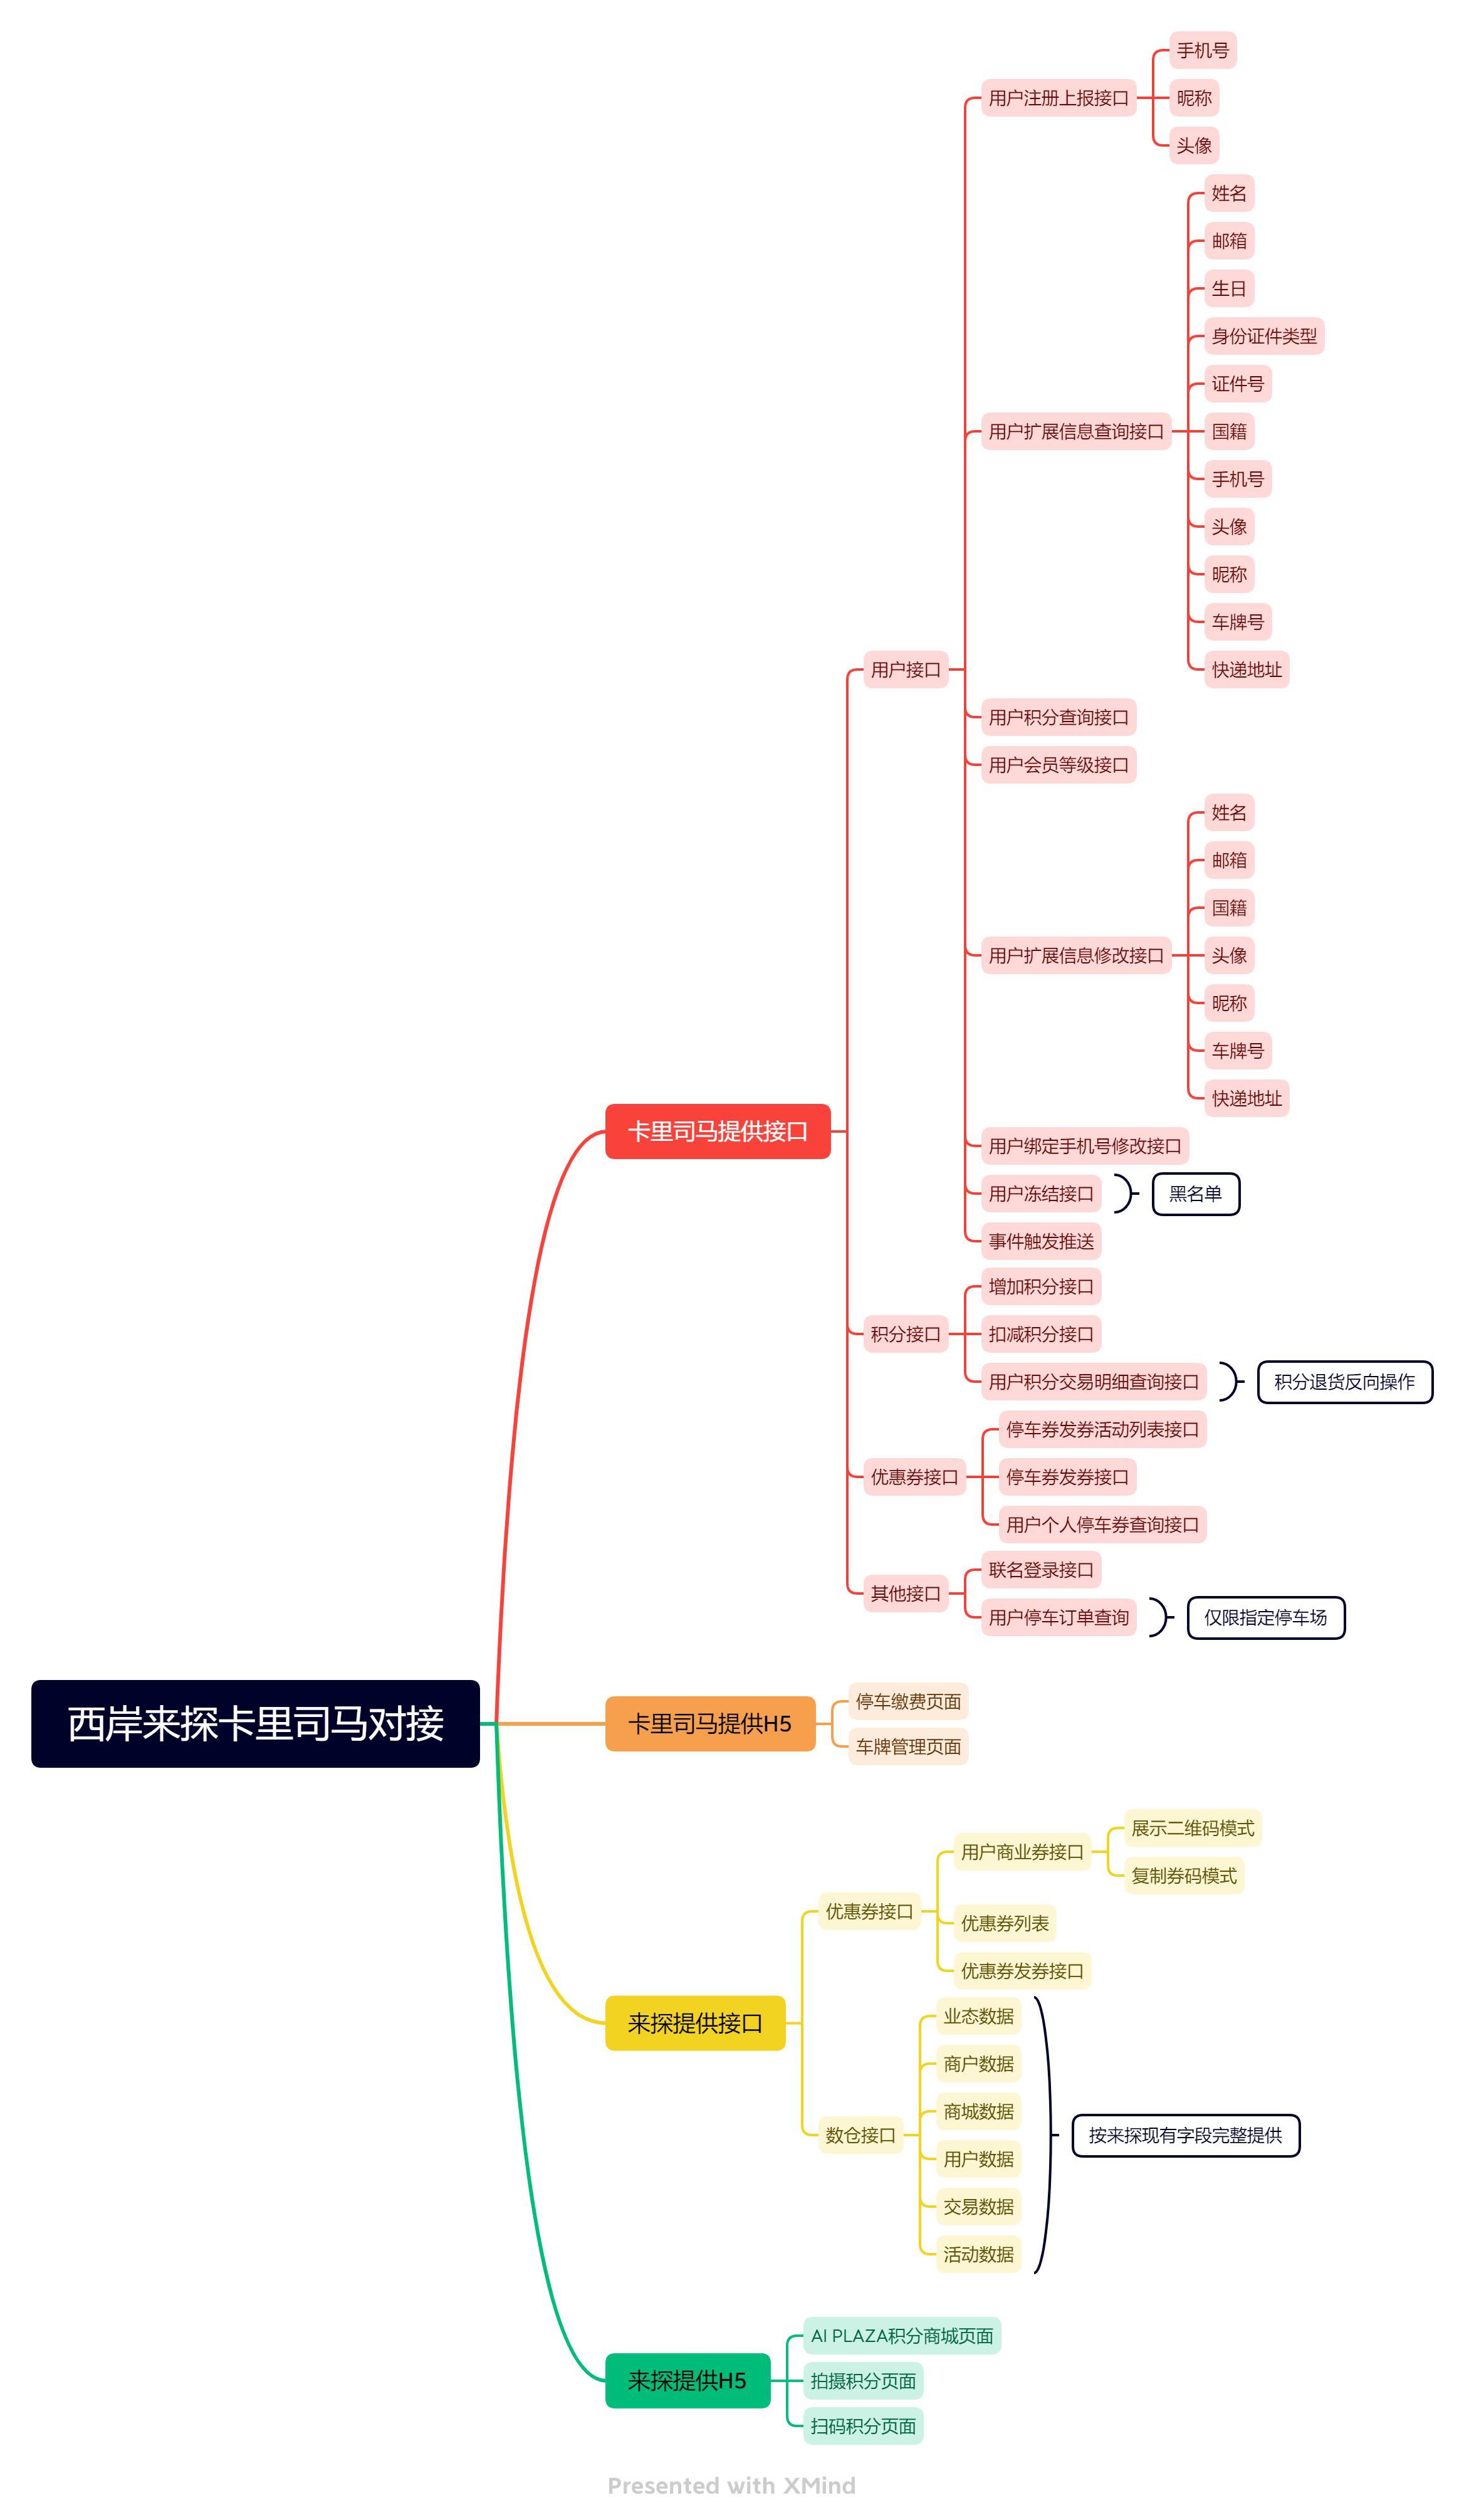 手机号
用户注册上报接口
昵称
头像
姓名
邮箱
生日
身份证件类型
证件号
用户扩展信息查询接口
国籍
手机号
头像
昵称
车牌号
用户接口
快递地址
用户积分查询接口
用户会员等级接口
姓名
邮箱
国籍
用户扩展信息修改接口
头像
昵称
车牌号
快递地址
卡里司马提供接口
用户绑定手机号修改接口
用户冻结接口
黑名单
事件触发推送
增加积分接口
积分接口
扣减积分接口
用户积分交易明细查询接口
积分退货反向操作
停车券发券活动列表接口
优惠券接口
停车券发券接口
用户个人停车券查询接口
联名登录接口
其他接口
用户停车订单查询
仅限指定停车场
西岸来探卡里司马对接
卡里司马提供H5
停车缴费页面
车牌管理页面
展示二维码模式
用户商业券接口
复制券码模式
优惠券接口
优惠券列表
优惠券发券接口
来探提供接口
业态数据
商户数据
商城数据
数仓接口
按来探现有字段完整提供
用户数据
交易数据
活动数据
AI PLAZA积分商城页面
来探提供H5
拍摄积分页面
扫码积分页面
Presented with XMind